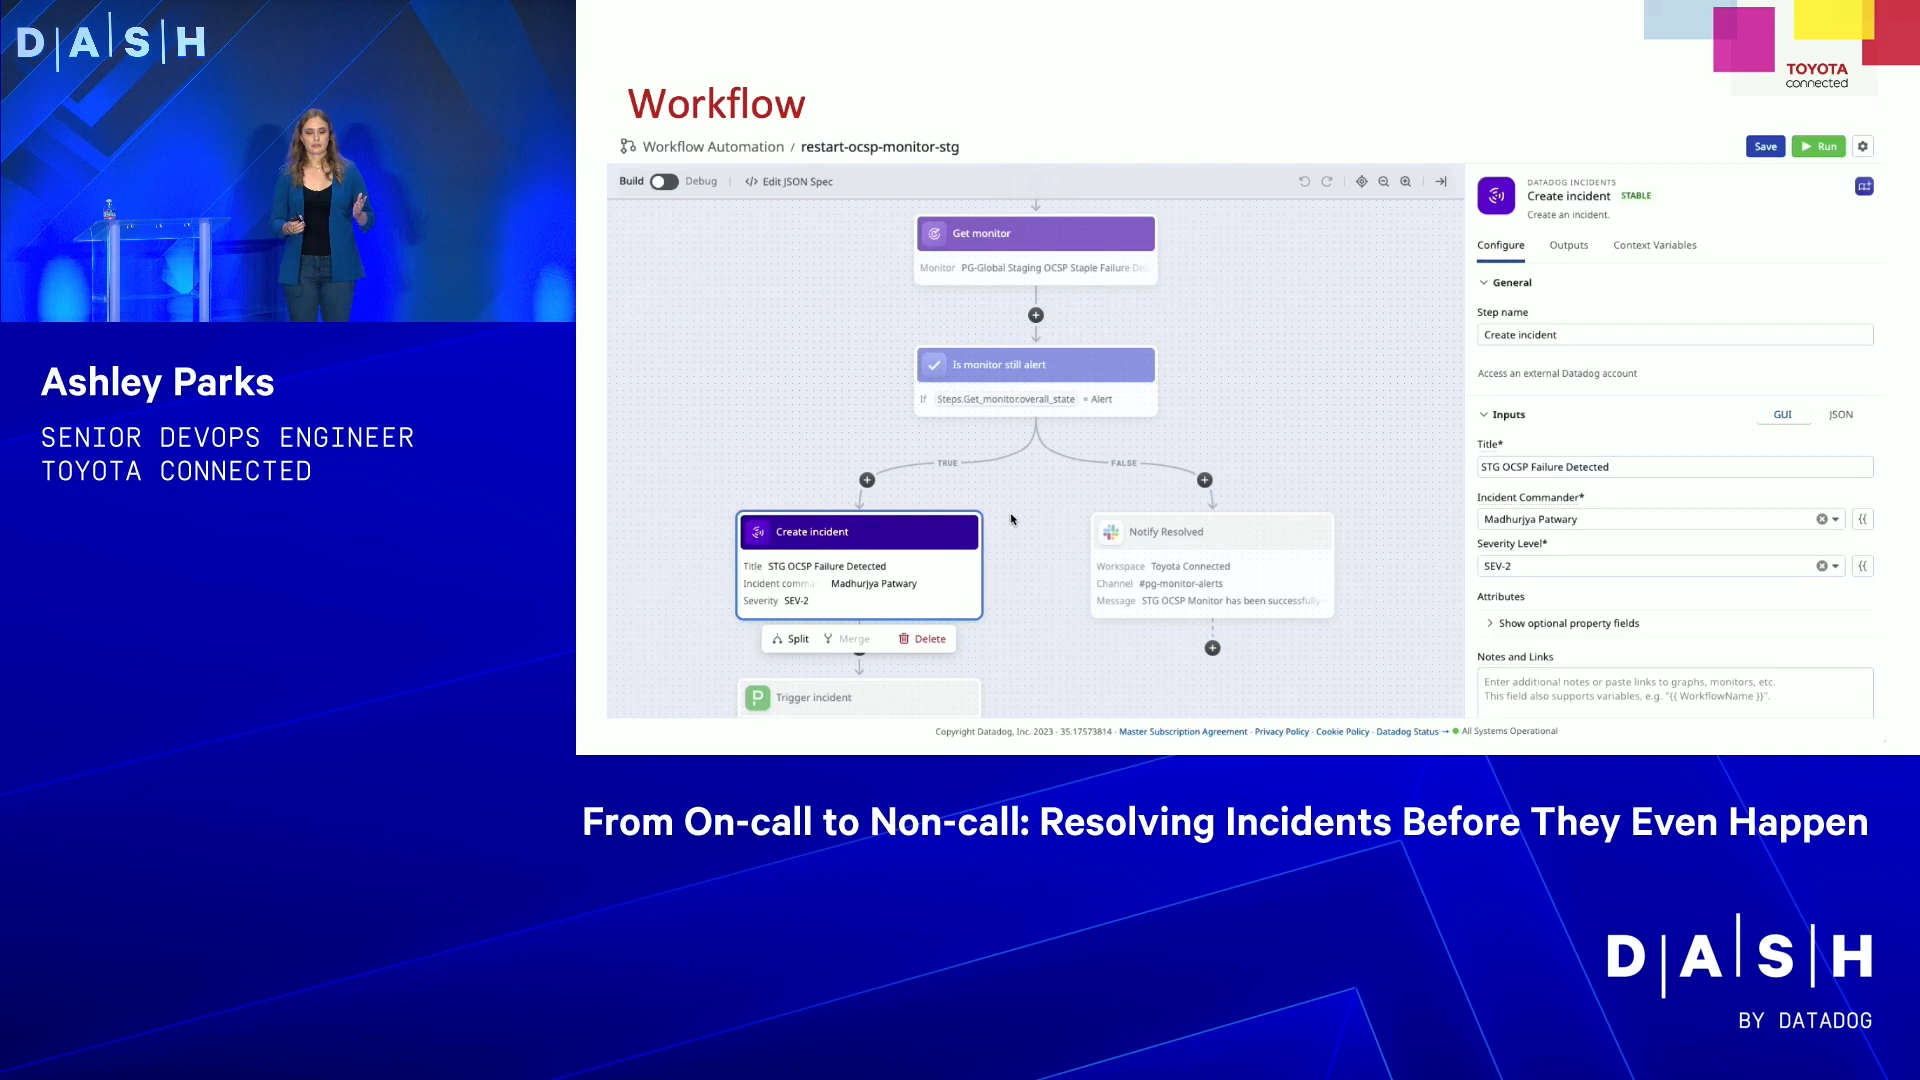 D|A|S|H
TOYOTA
connected
Workflow
Workflow Automation / restart-ocsp-monitor-stg
Save
Run
Build
Debug
</> Edit JSON Spec
Get monitor
Monitor PG-Global Staging OCSP Staple Failure De
Is monitor still alert
If Steps.Get_monitor.overall_state = Alert
TRUE
FALSE
Create incident
Title STG OCSP Failure Detected
Incident comma Madhurjya Patwary
Severity SEV-2
Split
Merge
Delete
Trigger incident
Notify Resolved
Workspace Toyota Connected
Channel #pg-monitor-alerts
Message STG OCSP Monitor has been successfully
DATADOG INCIDENTS
Create incident STABLE
Create an incident.
Configure
Outputs
Context Variables
General
Step name
Create incident
Access an external Datadog account
Inputs
GUI
JSON
Title*
STG OCSP Failure Detected
Incident Commander*
Madhurjya Patwary
{{
Severity Level*
SEV-2
{{
Attributes
Show optional property fields
Notes and Links
Enter additional notes or paste links to graphs, monitors, etc.
This field also supports variables, e.g. "{{ WorkflowName }}".
Copyright Datadog, Inc. 2023 - 35.17573814 - Master Subscription Agreement - Privacy Policy - Cookie Policy - Datadog Status → All Systems Operational
Ashley Parks
SENIOR DEVOPS ENGINEER
TOYOTA CONNECTED
From On-call to Non-call: Resolving Incidents Before They Even Happen
D|A|S|H
BY DATADOG